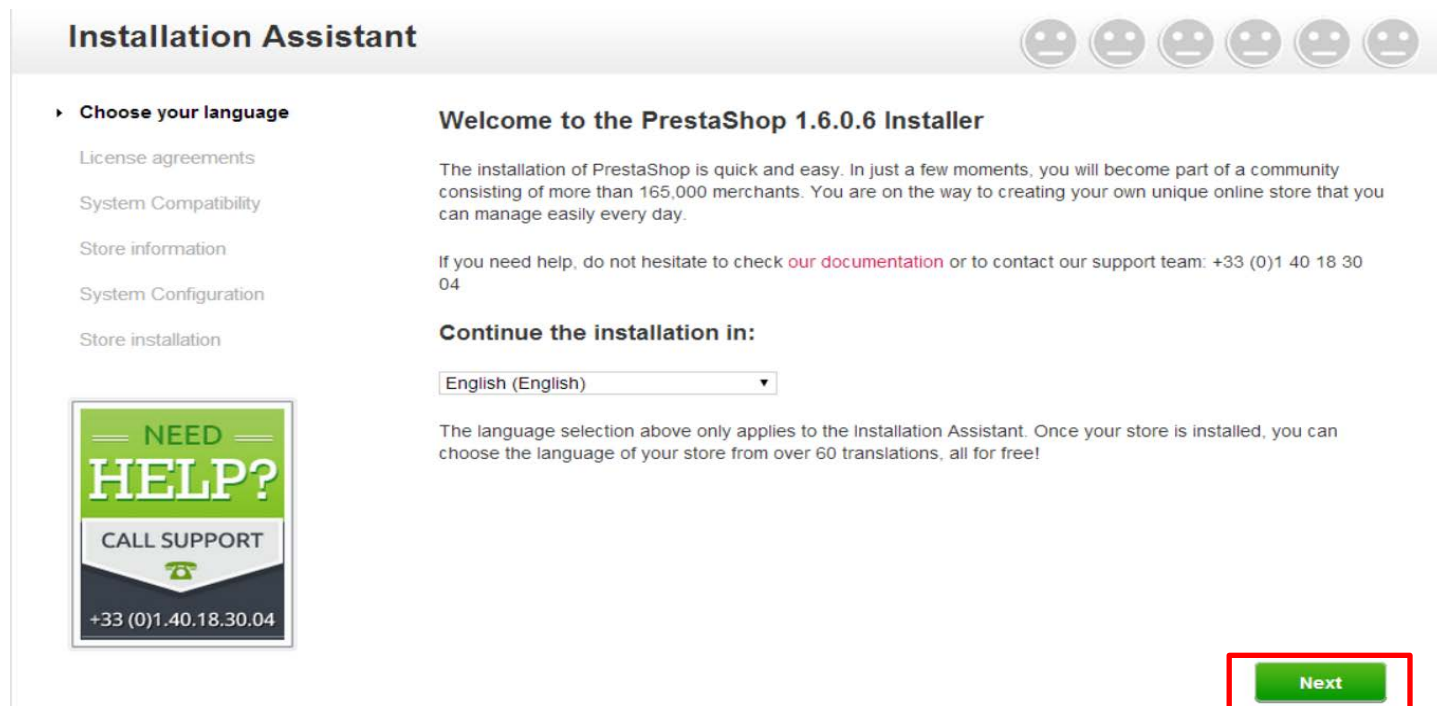 Installation Assistant
Choose your language
License agreements
System Compatibility
Store information
System Configuration
Store installation
NEED
HELP?
CALL SUPPORT
+33 (0)1.40.18.30.04
Welcome to the PrestaShop 1.6.0.6 Installer
The installation of PrestaShop is quick and easy. In just a few moments, you will become part of a community
consisting of more than 165,000 merchants. You are on the way to creating your own unique online store that you
can manage easily every day.
If you need help, do not hesitate to check our documentation or to contact our support team: +33 (0)1 40 18 30
04
Continue the installation in:
English (English)
The language selection above only applies to the Installation Assistant. Once your store is installed, you can
choose the language of your store from over 60 translations, all for free!
Next